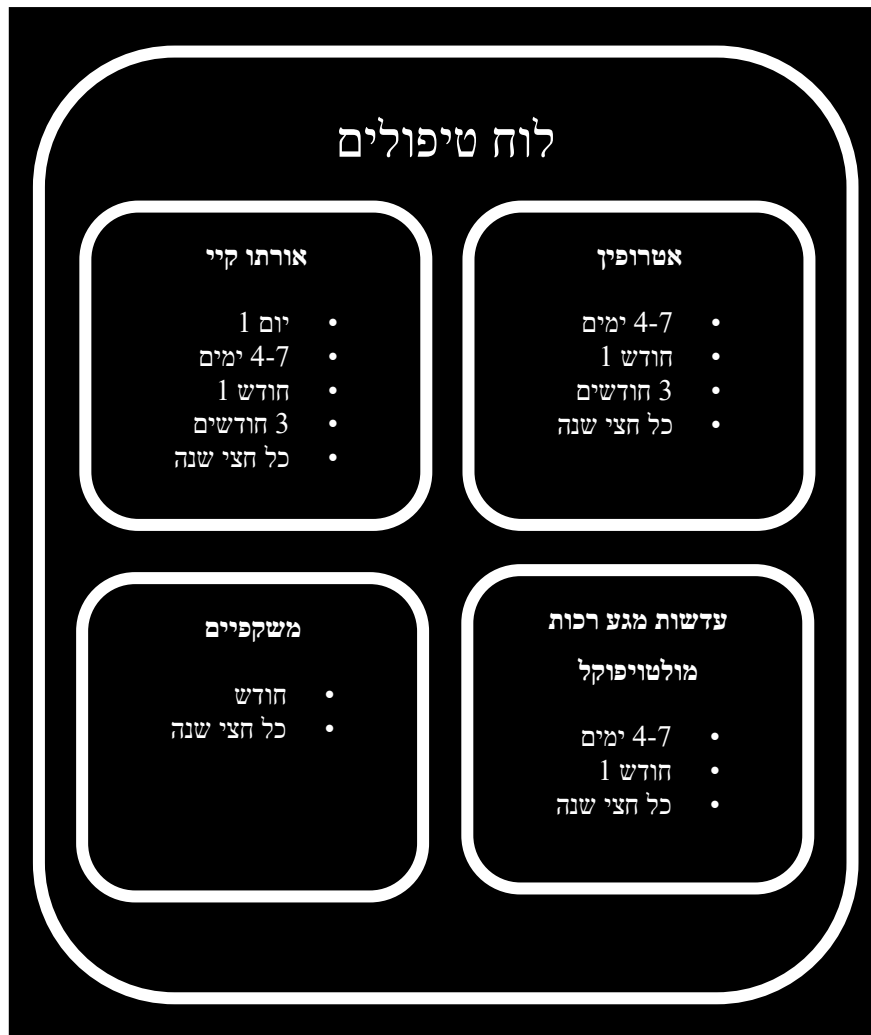 לוח טיפולים
אטרופין
• 4-7 ימים
• חודש 1
• 3 חודשים
• כל חצי שנה
אורתו קיי
• יום 1
• 4-7 ימים
• חודש 1
• 3 חודשים
• כל חצי שנה
עדשות מגע רכות
מולטויפוקל
• 4-7 ימים
• חודש 1
• כל חצי שנה
משקפיים
• חודש
• כל חצי שנה